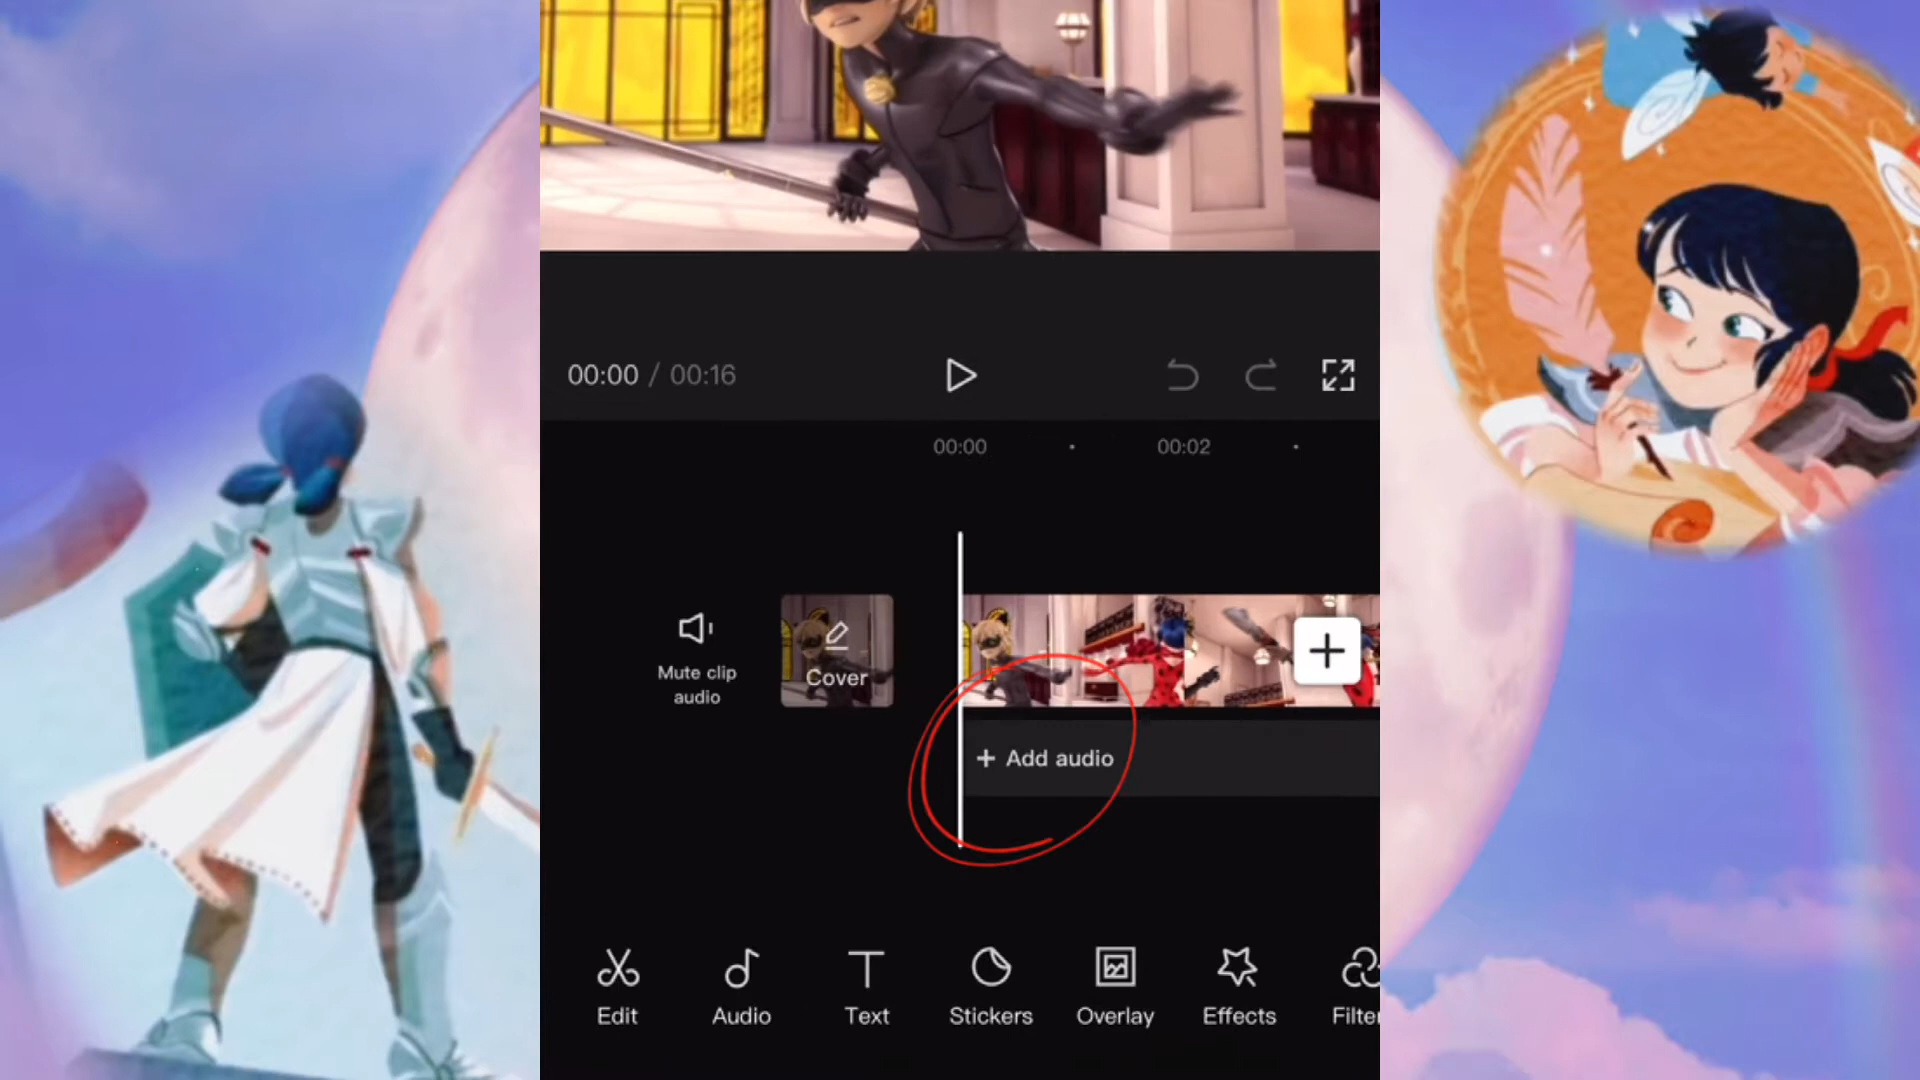 00:00 / 00:16
00:00
00:02
Mute clip
audio
Cover
+ Add audio
Edit
Audio
Text
Stickers
Overlay
Effects
Filter